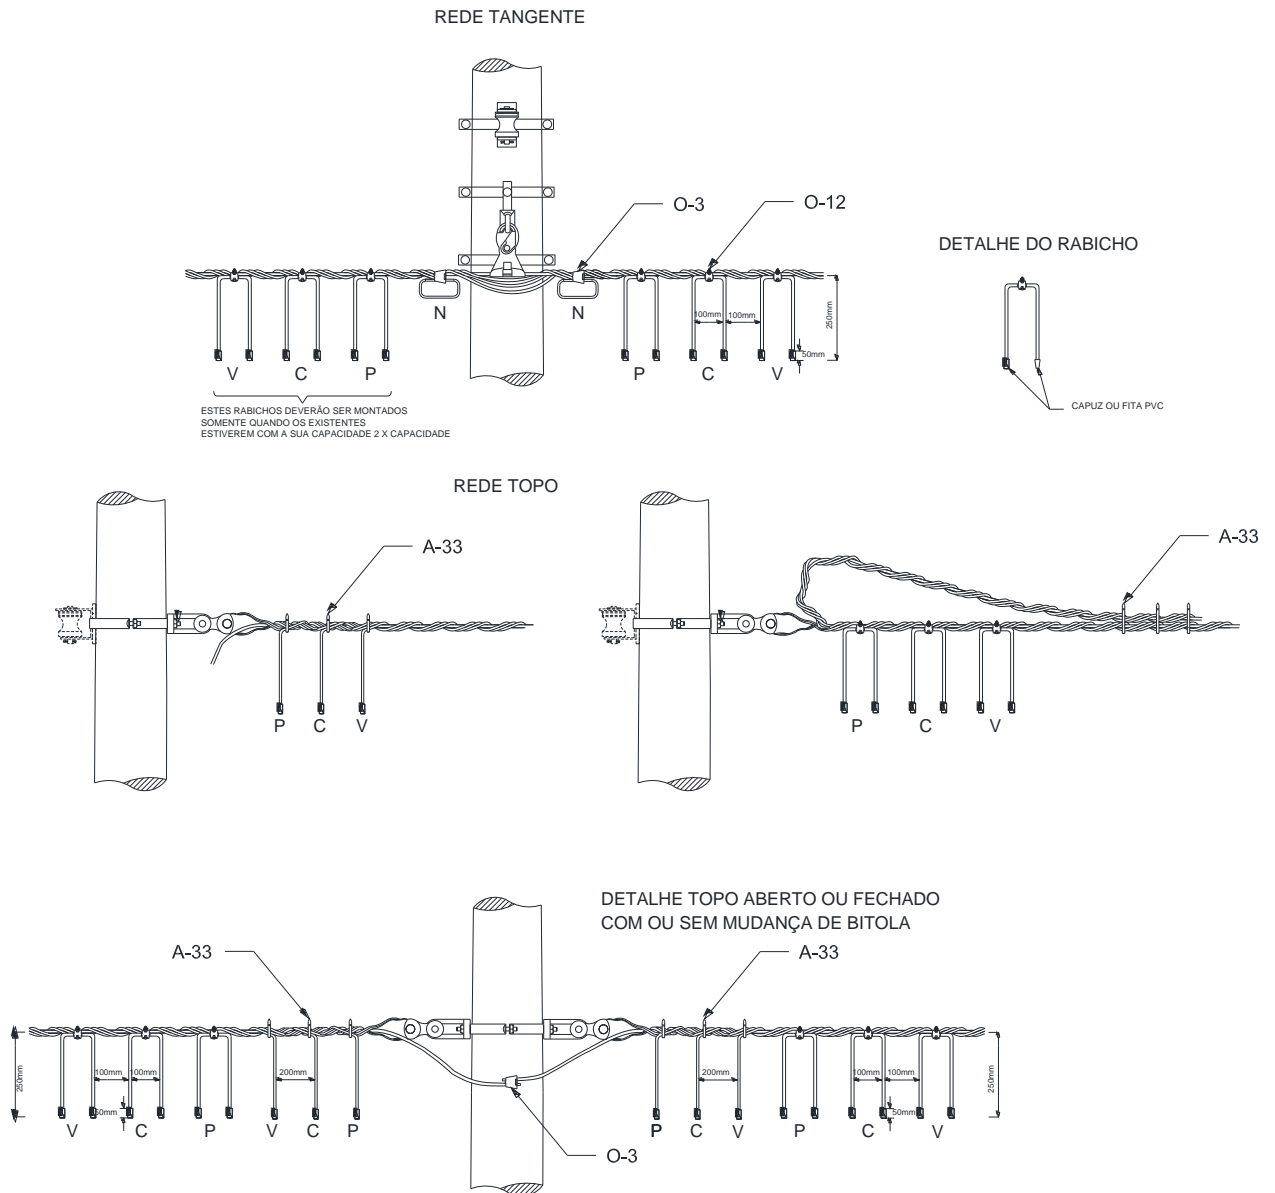 REDE TANGENTE
O-3
O-12
DETALHE DO RABICHO
N
N
100mm
100mm
250mm
50mm
V
C
P
P
C
V
ESTES RABICHOS DEVERÃO SER MONTADOS
SOMENTE QUANDO OS EXISTENTES
ESTIVEREM COM A SUA CAPACIDADE 2 X CAPACIDADE
CAPUZ OU FITA PVC
REDE TOPO
A-33
A-33
P
C
V
P
C
V
DETALHE TOPO ABERTO OU FECHADO
COM OU SEM MUDANÇA DE BITOLA
A-33
A-33
250mm
100mm
100mm
200mm
200mm
100mm
100mm
250mm
50mm
50mm
V
C
P
V
C
P
P
C
V
P
C
V
O-3